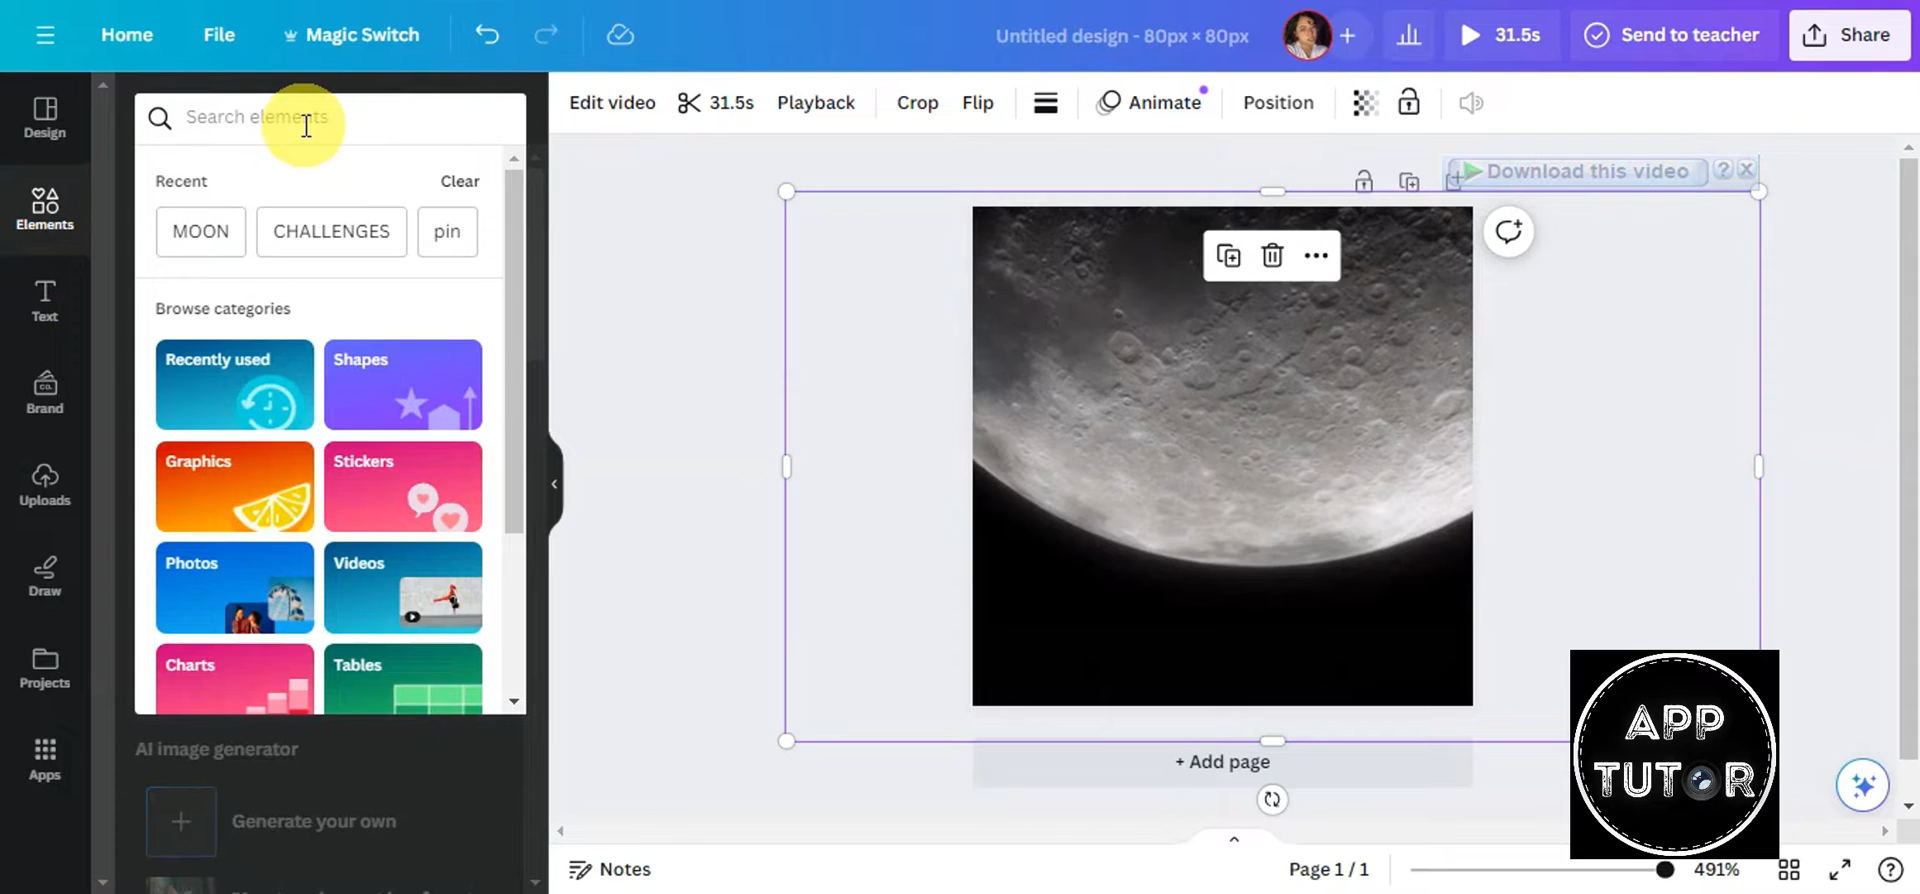 Home File Magic Switch Untitled design - 80px × 80px 31.5s Send to teacher Share
Search elements
Edit video 31.5s Playback Crop Flip Animate Position
Design
Elements
Text
Brand
CO.
Uploads
Draw
Projects
Apps
Recent Clear
MOON CHALLENGES pin
Browse categories
Recently used Shapes
Graphics Stickers
Photos Videos
Charts Tables
AI image generator
Generate your own
Download this video ? X
+ Add page
APP
TUTOR
Notes
Page 1 / 1 491% ?